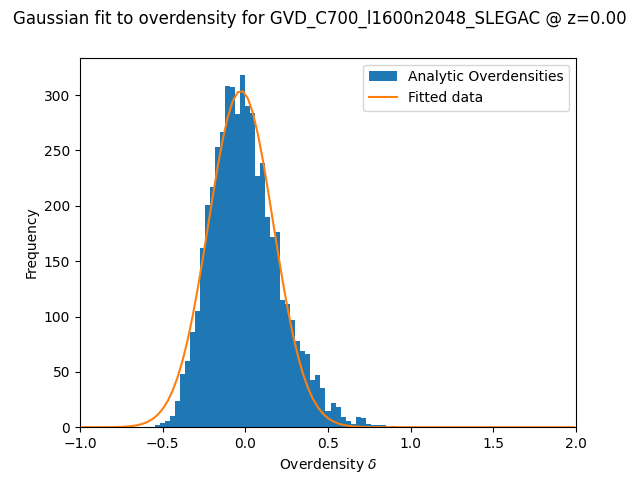 Gaussian fit to overdensity for GVD_C700_l1600n2048_SLEGAC @ z=0.00
Analytic Overdensities
Fitted data
Frequency
300
250
200
150
100
50
0
−1.0 −0.5 0.0 0.5 1.0 1.5 2.0
Overdensity δ